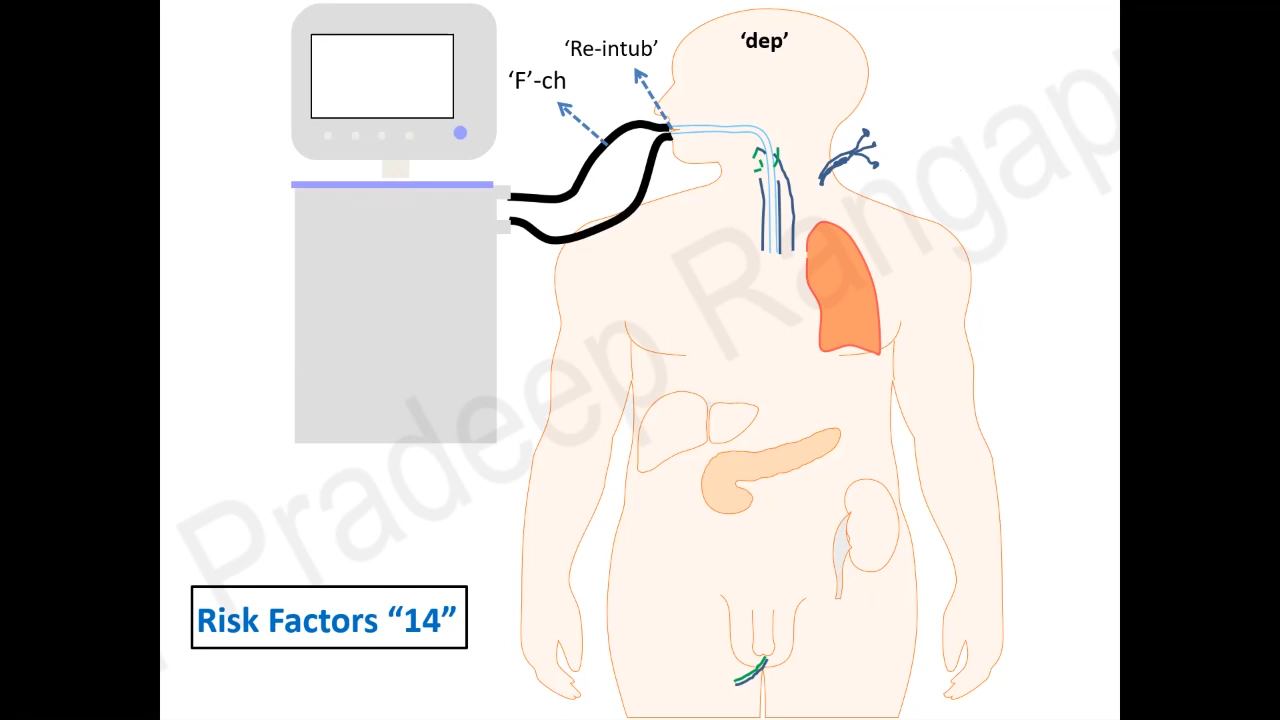 'dep'
'Re-intub'
'F'-ch
Pradeep Rangap
Risk Factors "14"